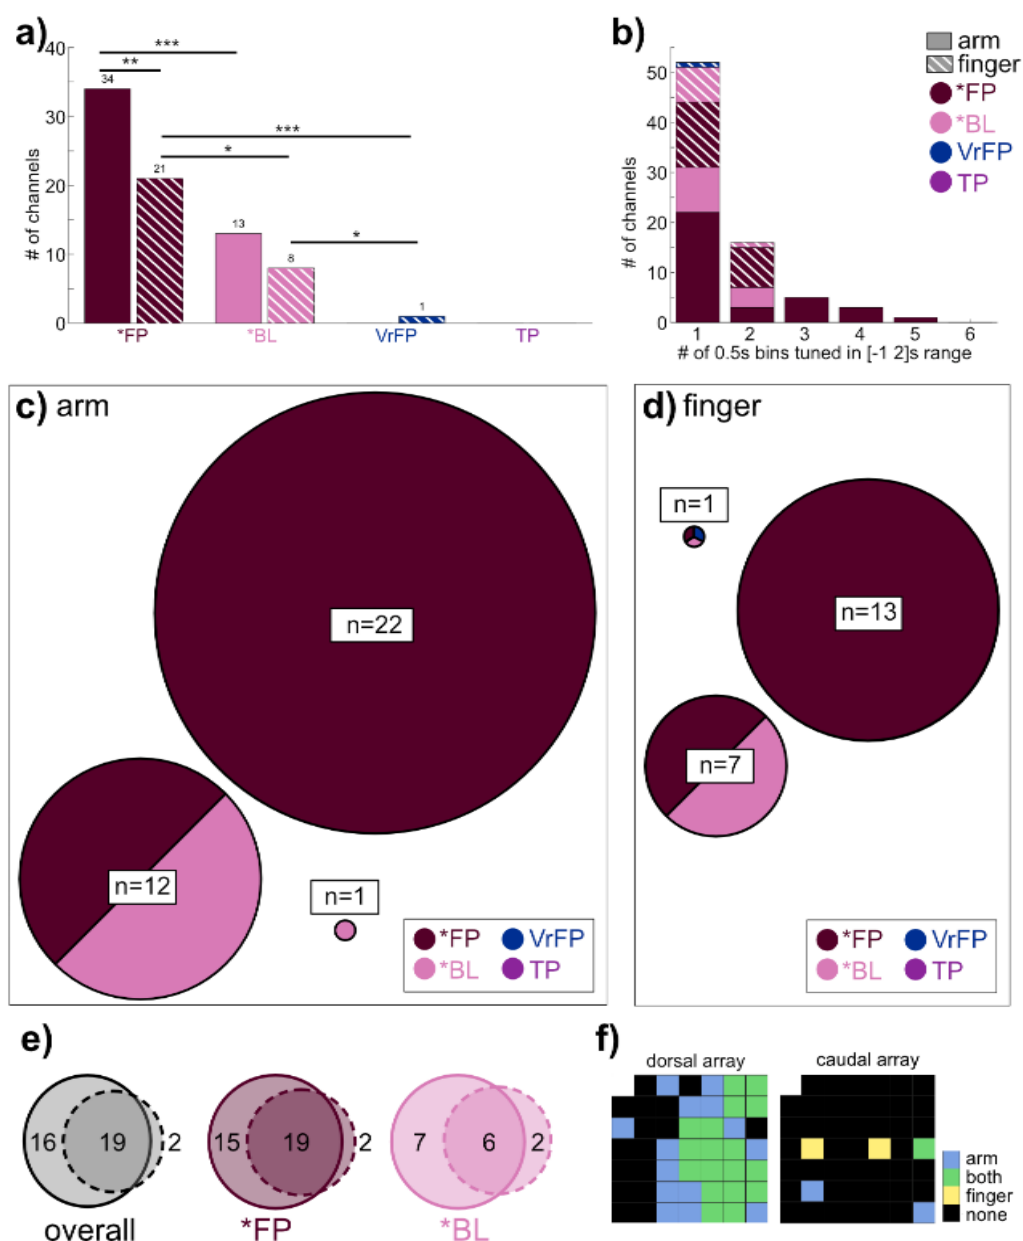 a)
40
30
20
10
0
# of channels
***
**
34
21
***
*
13
8
*
1
*FP
*BL
VrFP
TP
b)
50
40
30
20
10
0
# of channels
1 2 3 4 5 6
# of 0.5s bins tuned in [-1 2]s range
arm
finger
*FP
*BL
VrFP
TP
c) arm
n=22
n=12
n=1
*FP VrFP
*BL TP
d) finger
n=1
n=13
n=7
*FP VrFP
*BL TP
e)
16 19 2
overall
15 19 2
*FP
7 6 2
*BL
f)
dorsal array
caudal array
arm
both
finger
none